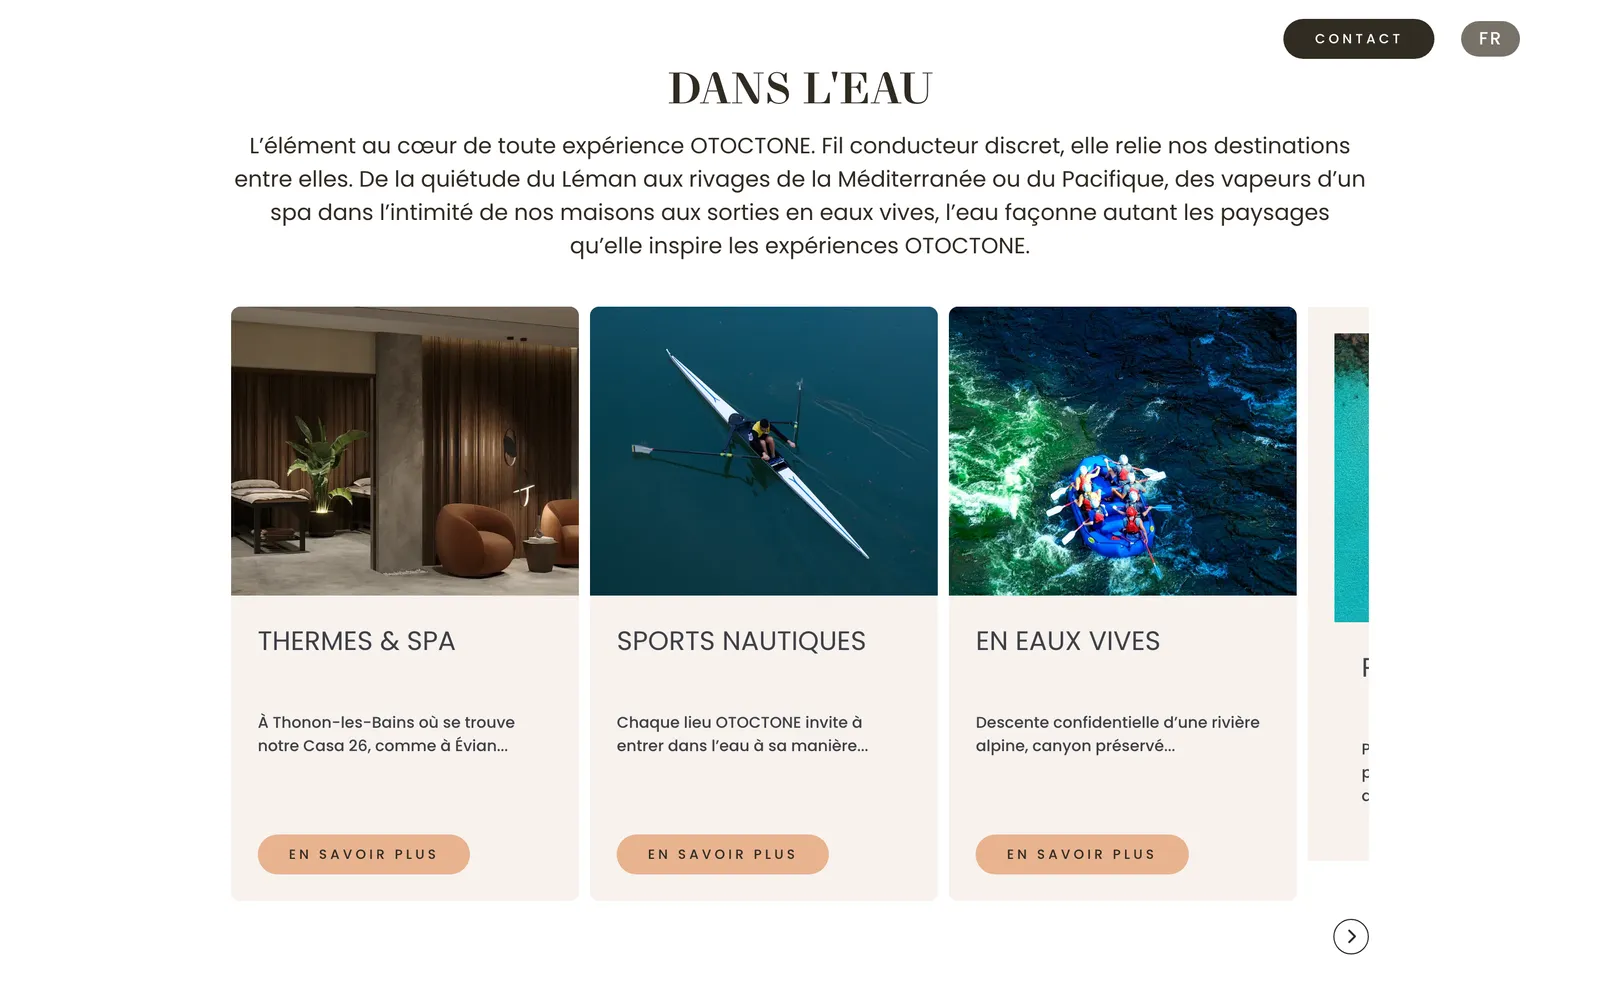 CONTACT
FR
DANS L'EAU
L’élément au cœur de toute expérience OTOCTONE. Fil conducteur discret, elle relie nos destinations
entre elles. De la quiétude du Léman aux rivages de la Méditerranée ou du Pacifique, des vapeurs d’un
spa dans l’intimité de nos maisons aux sorties en eaux vives, l’eau façonne autant les paysages
qu’elle inspire les expériences OTOCTONE.
THERMES & SPA
À Thonon-les-Bains où se trouve
notre Casa 26, comme à Évian...
EN SAVOIR PLUS
SPORTS NAUTIQUES
Chaque lieu OTOCTONE invite à
entrer dans l’eau à sa manière...
EN SAVOIR PLUS
EN EAUX VIVES
Descente confidentielle d’une rivière
alpine, canyon préservé...
EN SAVOIR PLUS